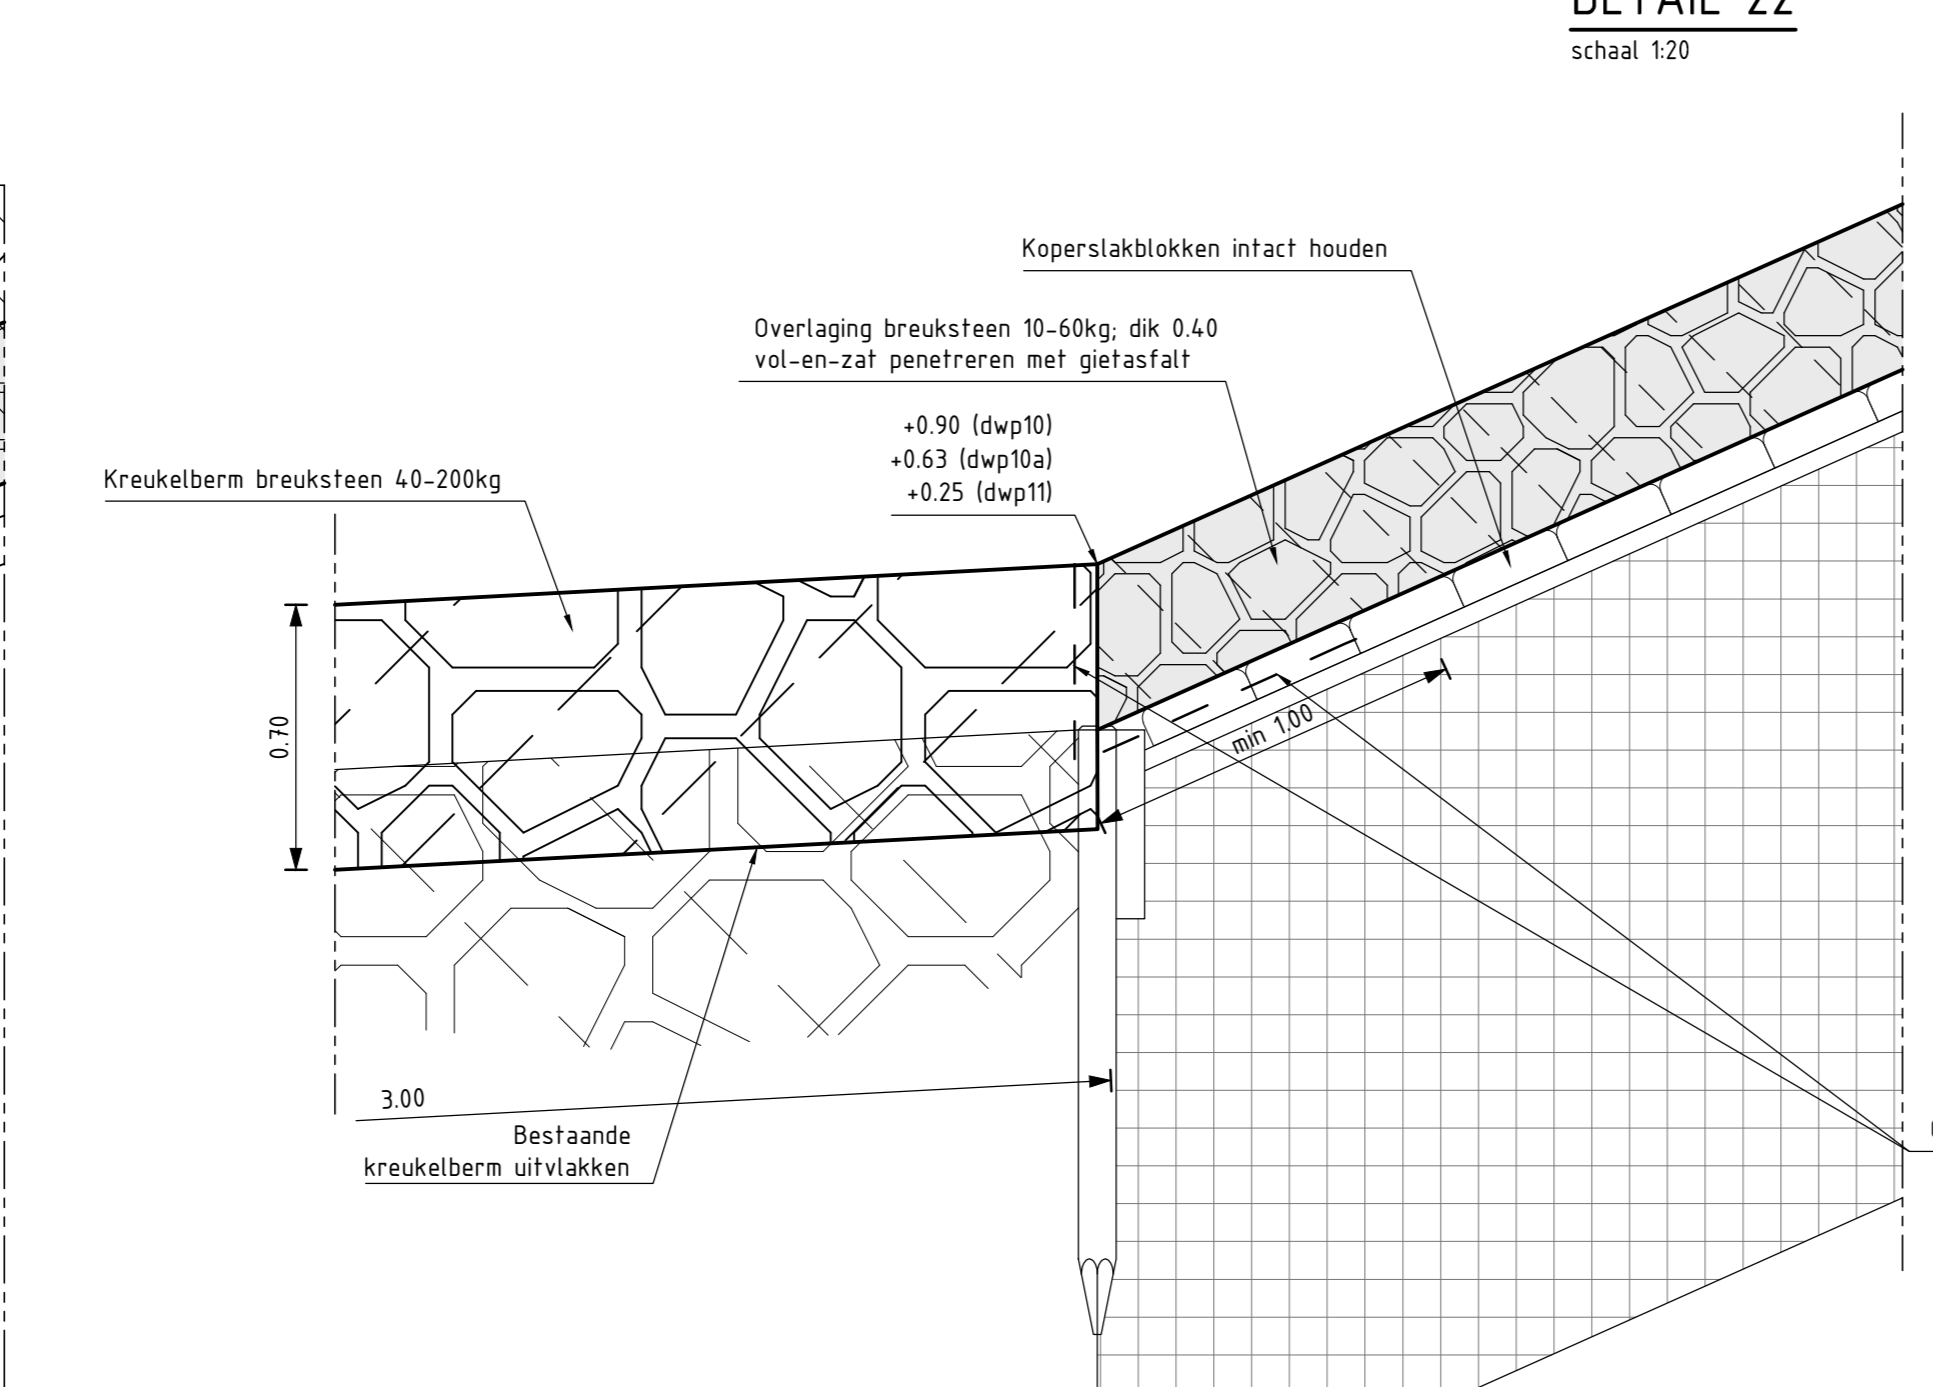 DETAIL 22
schaal 1:20
Koperslakblokken intact houden
Overlaging breuksteen 10-60kg; dik 0.40
vol-en-zat penetreren met gietasfalt
+0.90 (dwp10)
+0.63 (dwp10a)
+0.25 (dwp11)
Kreukelberm breuksteen 40-200kg
0.70
min 1.00
3.00
Bestaande
kreukelberm uitvlakken